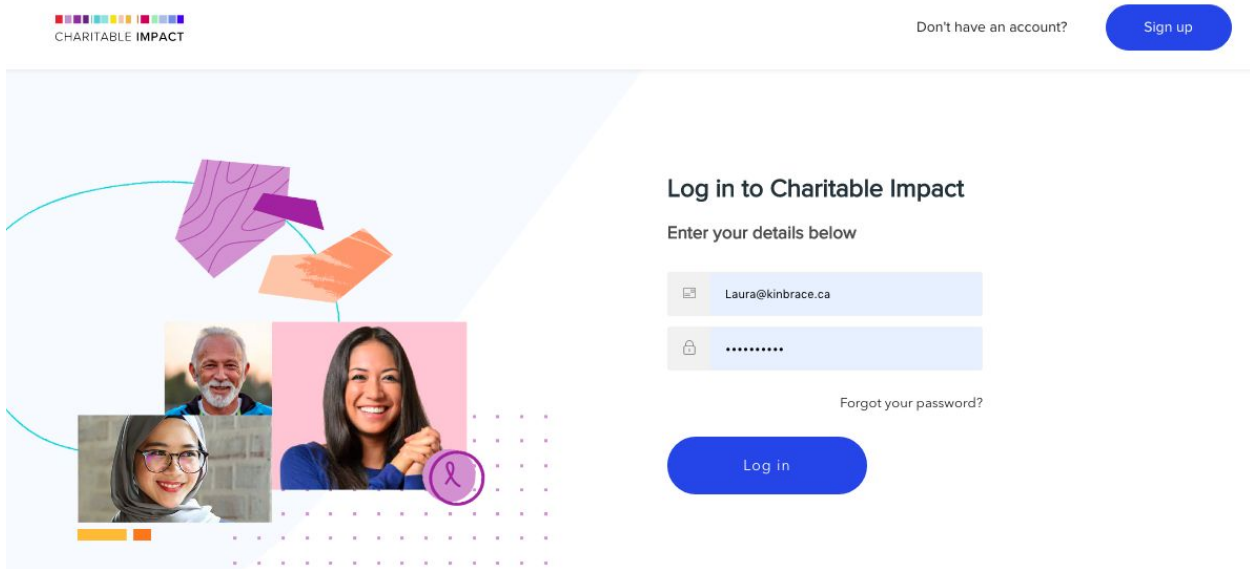 CHARITABLE IMPACT
Don't have an account?
Sign up
Log in to Charitable Impact
Enter your details below
Laura@kinbrace.ca
••••••••••
Forgot your password?
Log in